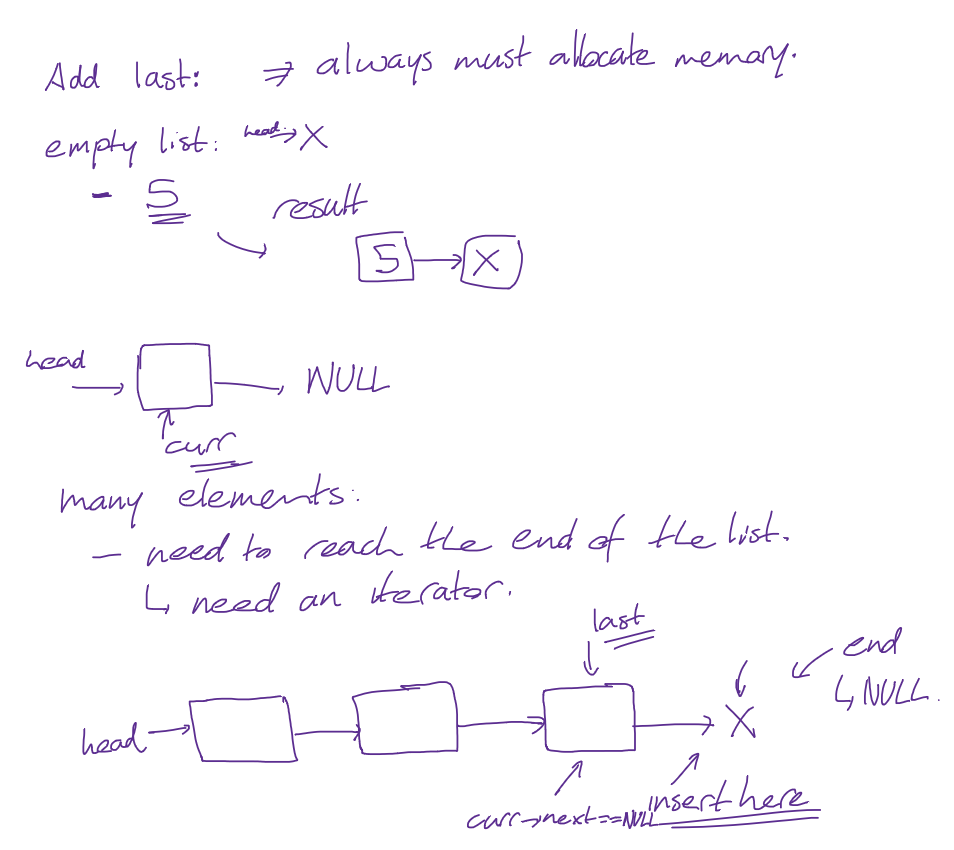 Add last: ⇒ always must allocate memary.
empty list: head → X
- 5
result
5 → X
head → → NULL
curr
many elements:
- need to reach the end of the list.
↳ need an iterator.
last
end
↳ NULL.
head → X
curr→next==NULL insert here